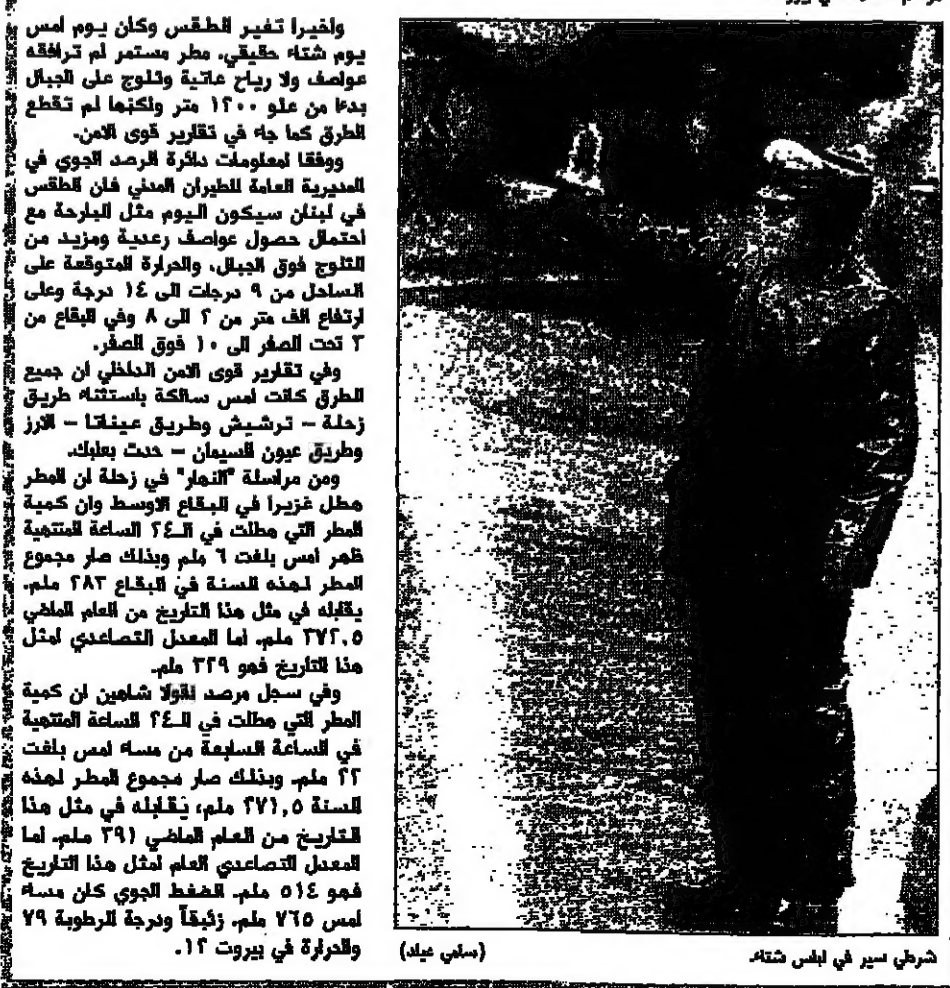 واخيرا تغير الطقس وكان يوم امس
يوم شتاء حقيقي. مطر مستمر لم ترافقه
عواصف ولا رياح عاتية وثلوج على الجبال
بدءا من علو ١٢٠٠ متر ولكنها لم تقطع
الطرق كما جاء في تقارير قوى الامن.
ووفقا لمعلومات دائرة الرصد الجوي في
المديرية العامة للطيران المدني فان الطقس
في لبنان سيكون اليوم مثل البارحة مع
احتمال حصول عواصف رعدية ومزيد من
الثلوج فوق الجبال. والحرارة المتوقعة على
الساحل من ٩ درجات الى ١٤ درجة وعلى
ارتفاع الف متر من ٢ الى ٨ وفي البقاع من
٣ تحت الصفر الى ١٠ فوق الصفر.
وفي تقارير قوى الامن الداخلي ان جميع
الطرق كانت امس سالكة باستثناء طريق
زحلة – ترشيش وطريق عيناتا – الارز
وطريق عيون السيمان – حدت بعلبك.
ومن مراسلة "النهار" في زحلة ان المطر
هطل غزيراً في البقاع الاوسط وان كمية
المطر التي هطلت في الـ٢٤ الساعة المنتهية
ظهر امس بلغت ٦ ملم وبذلك صار مجموع
المطر لهذه السنة في البقاع ٢٨٣ ملم.
يقابله في مثل هذا التاريخ من العام الماضي
٣٧٢,٥ ملم. اما المعدل التصاعدي لمثل
هذا التاريخ فهو ٣٢٩ ملم.
وفي سجل مرصد نقولا شاهين ان كمية
المطر التي هطلت في الـ٢٤ الساعة المنتهية
في الساعة السابعة من مساء امس بلغت
٢٢ ملم. وبذلك صار مجموع المطر لهذه
السنة ٢٧١,٥ ملم، يقابله في مثل هذا
التاريخ من العام الماضي ٣٩١ ملم. اما
المعدل التصاعدي العام لمثل هذا التاريخ
فهو ٥١٤ ملم. الضغط الجوي كان مساء
امس ٧٦٥ ملم. زئبقاً ودرجة الرطوبة ٧٩
والحرارة في بيروت ١٢.
شرطي سير في لباس شتاء.
(سامي عياد)